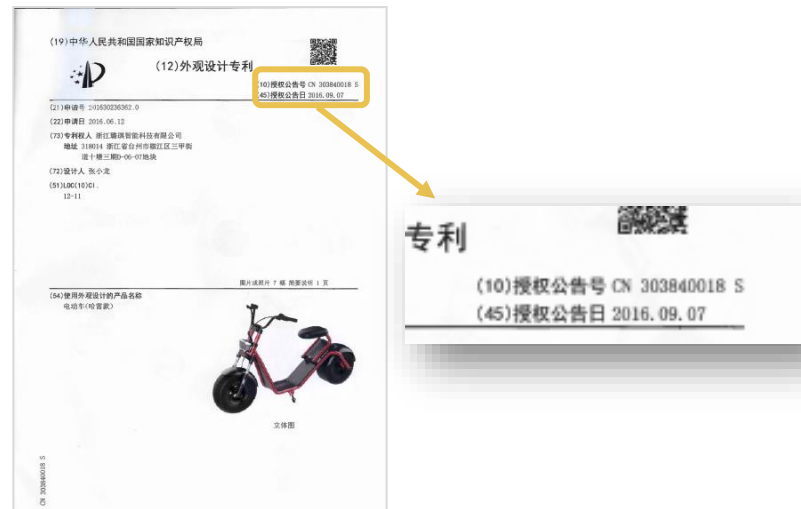 (19)中华人民共和国国家知识产权局
(12)外观设计专利
(10)授权公告号 CN 303840018 S
(45)授权公告日 2016.09.07
(21)申请号 201630236362.0
(22)申请日 2016.06.12
(73)专利权人 浙江璐琪智能科技有限公司
地址 318014 浙江省台州市椒江区三甲街
道十塘三期D-06-07地块
(72)设计人 张小龙
(51)LOC(10)Cl.
12-11
图片或照片 7 幅 简要说明 1 页
(54)使用外观设计的产品名称
电动车(哈雷款)
立体图
CN 303840018 S
专利
(10)授权公告号 CN 303840018 S
(45)授权公告日 2016.09.07